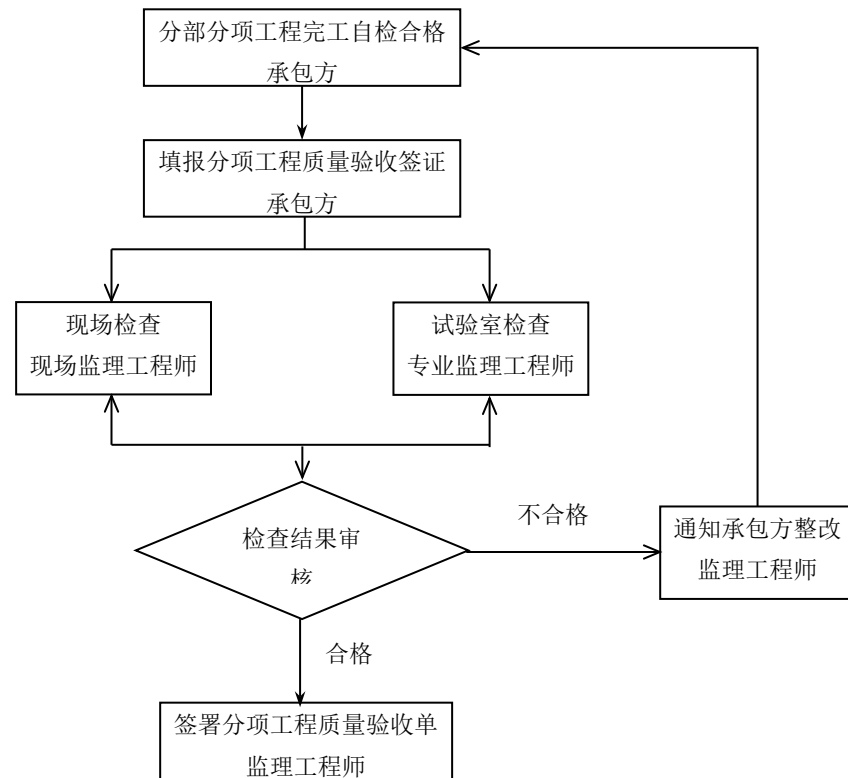 分部分项工程完工自检合格
承包方
填报分项工程质量验收签证
承包方
现场检查
现场监理工程师
试验室检查
专业监理工程师
检查结果审
核
不合格
通知承包方整改
监理工程师
合格
签署分项工程质量验收单
监理工程师